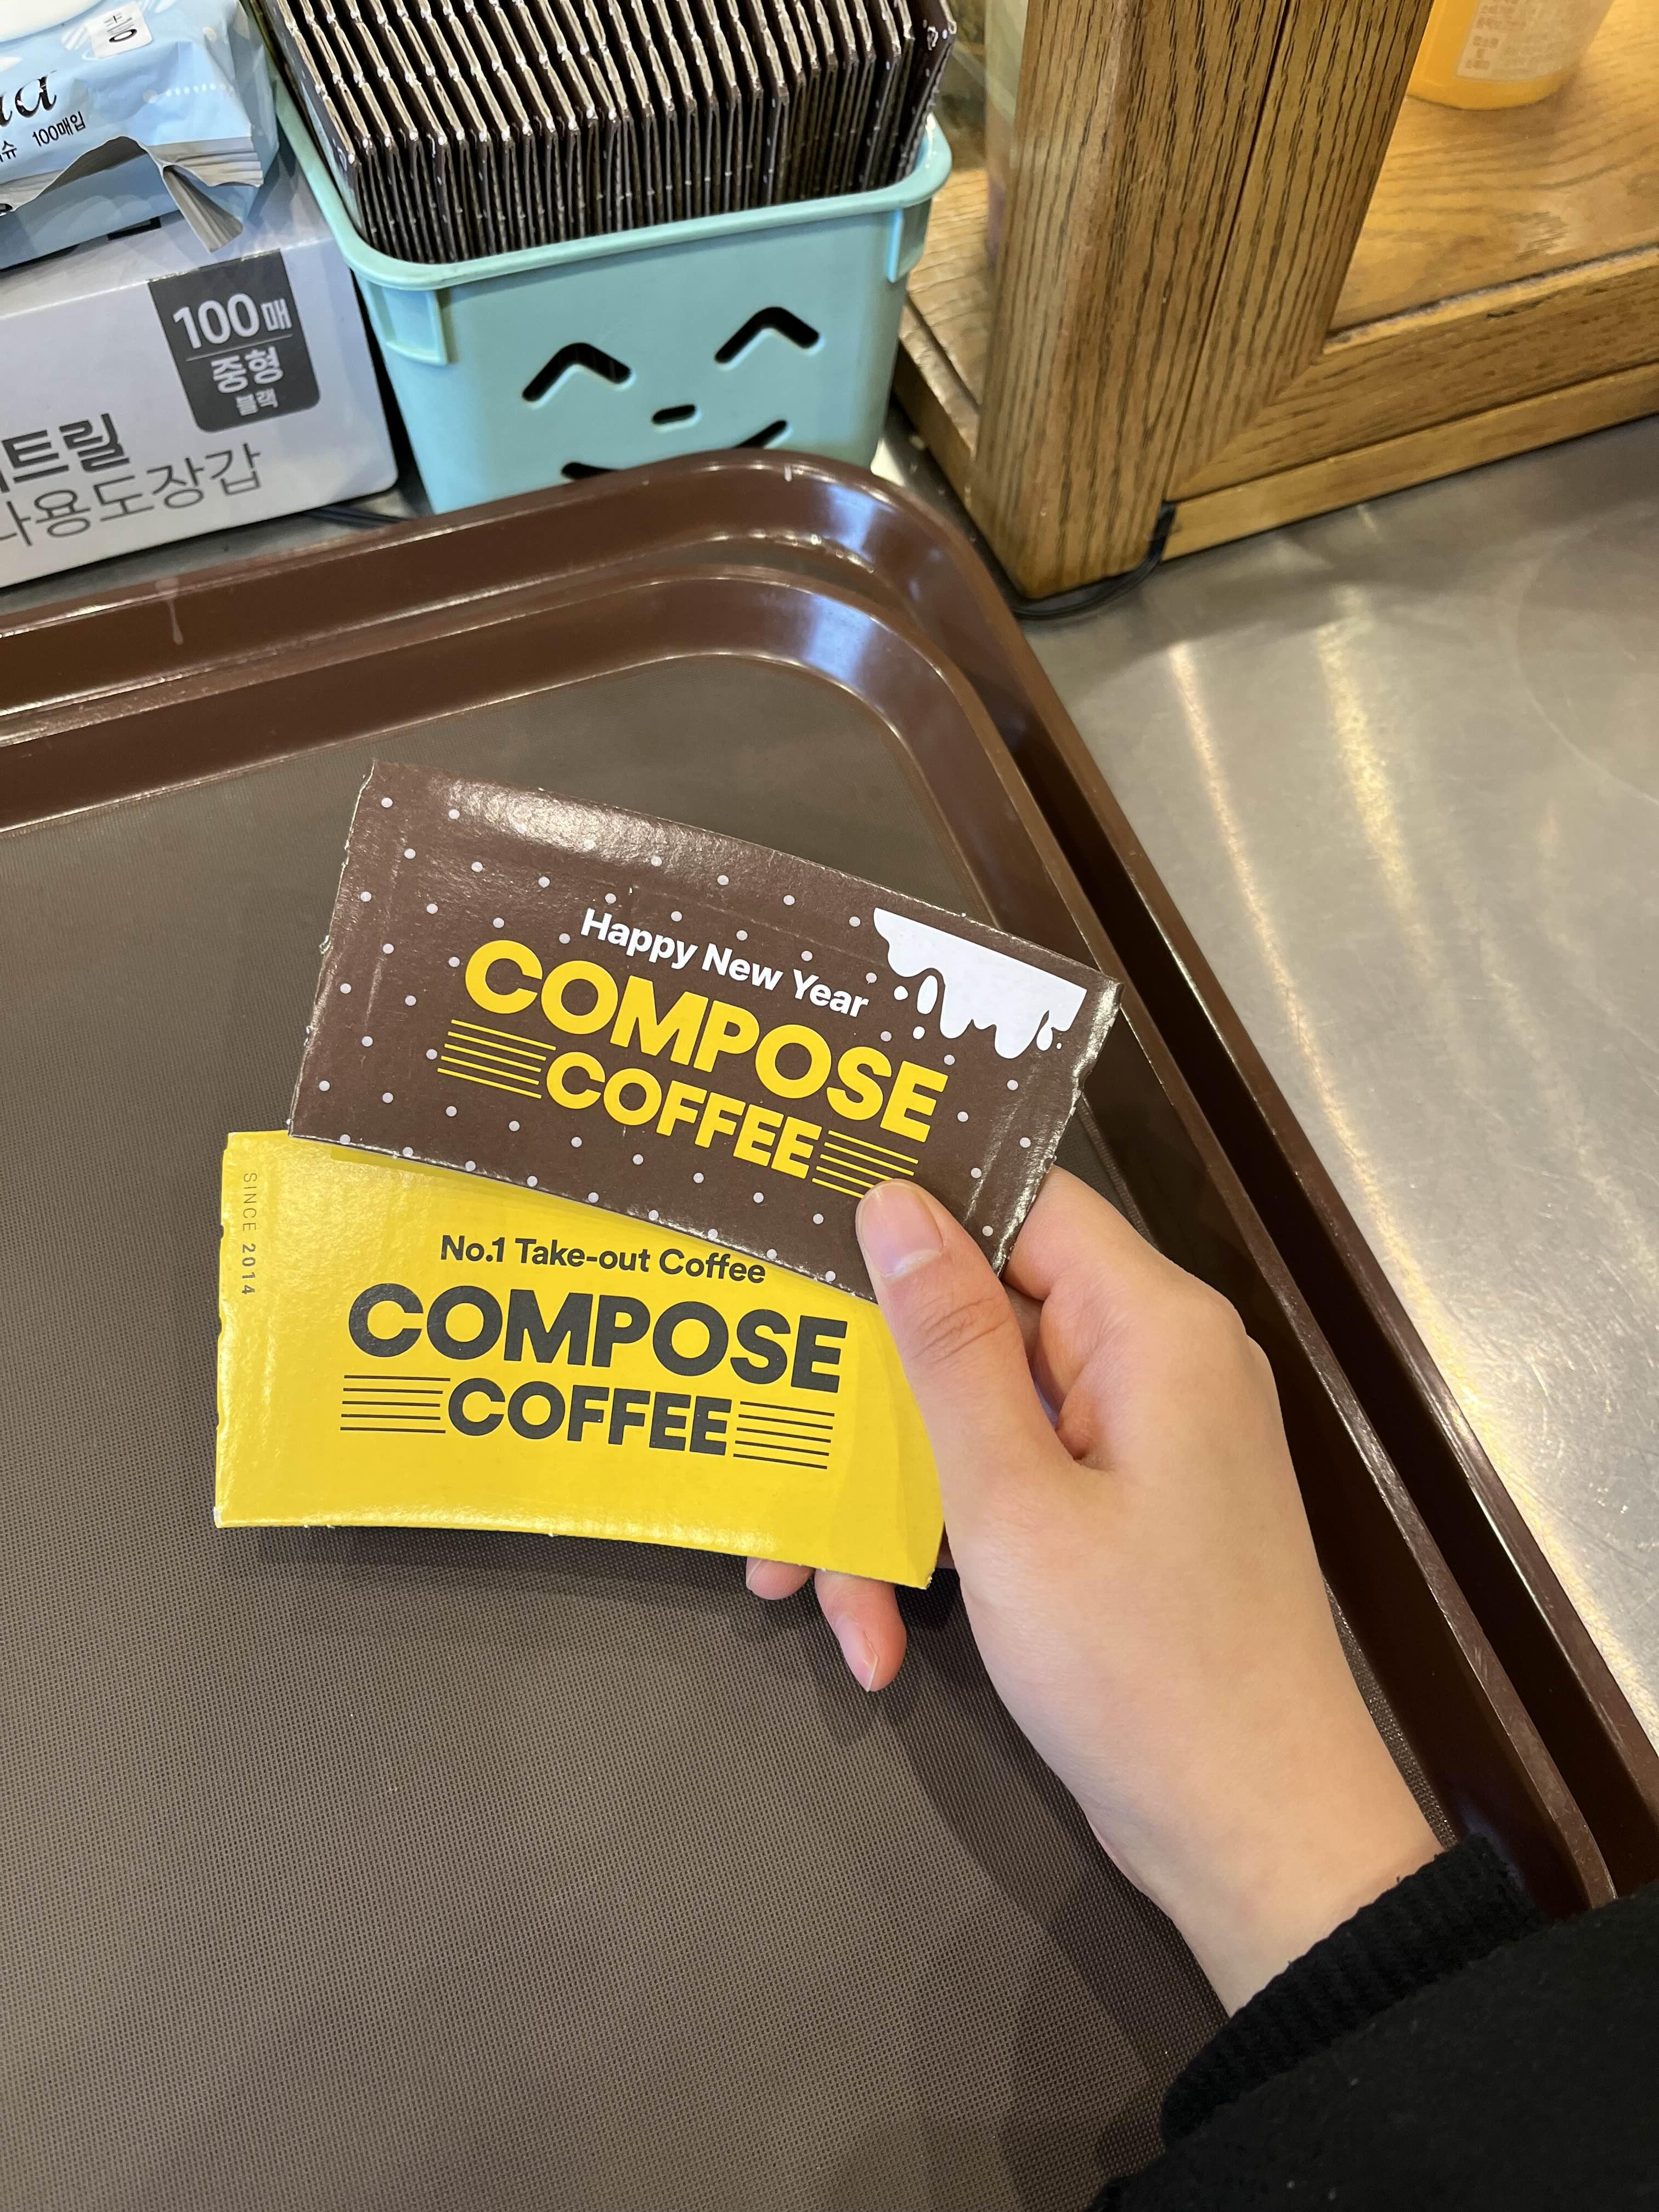 100매입
100매
중형
블랙
트릴
용도장갑
Happy New Year
COMPOSE
COFFEE
SINCE 2014
No.1 Take-out Coffee
COMPOSE
COFFEE